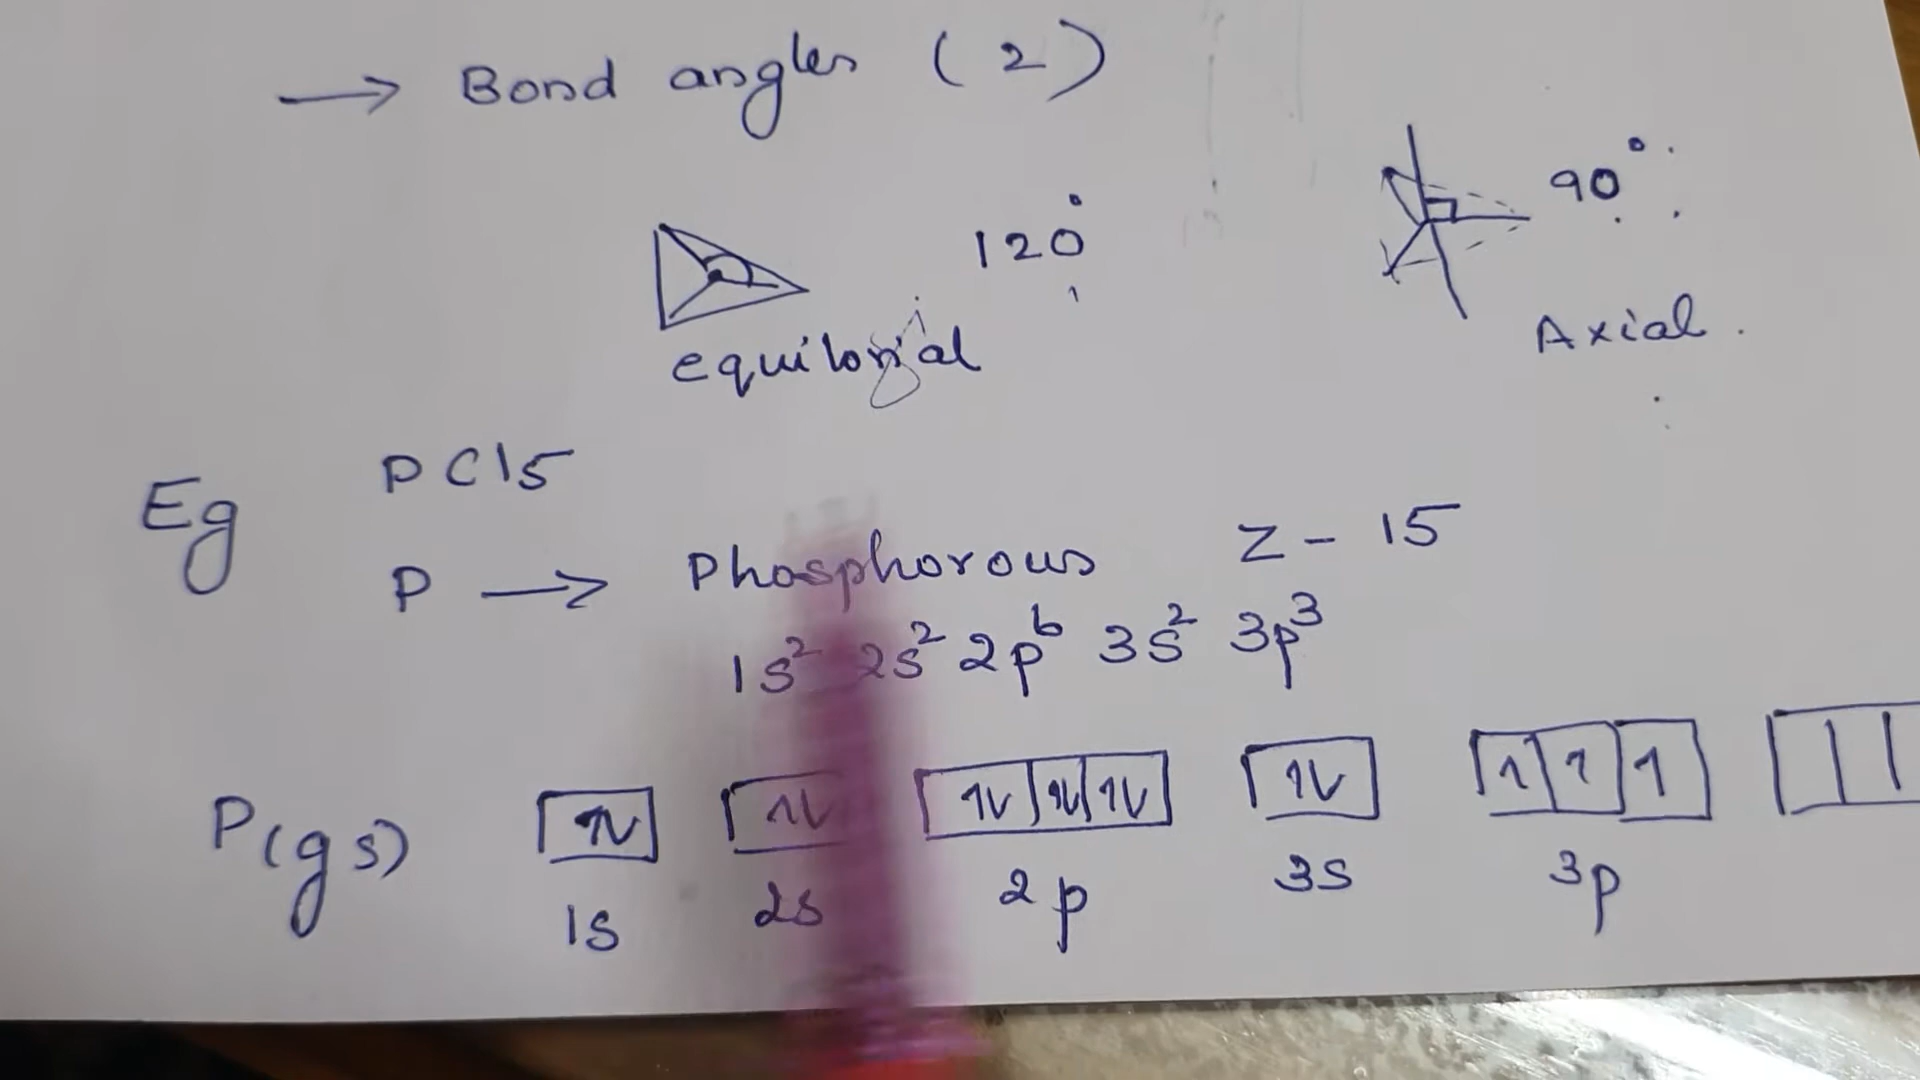 → Bond angles (2)
120° 90°
equitorial Axial.
Eg PCl5
P → Phosphorous Z - 15
1s² 2s² 2p⁶ 3s² 3p³
P(gs) 1s 2s 2p 3s 3p